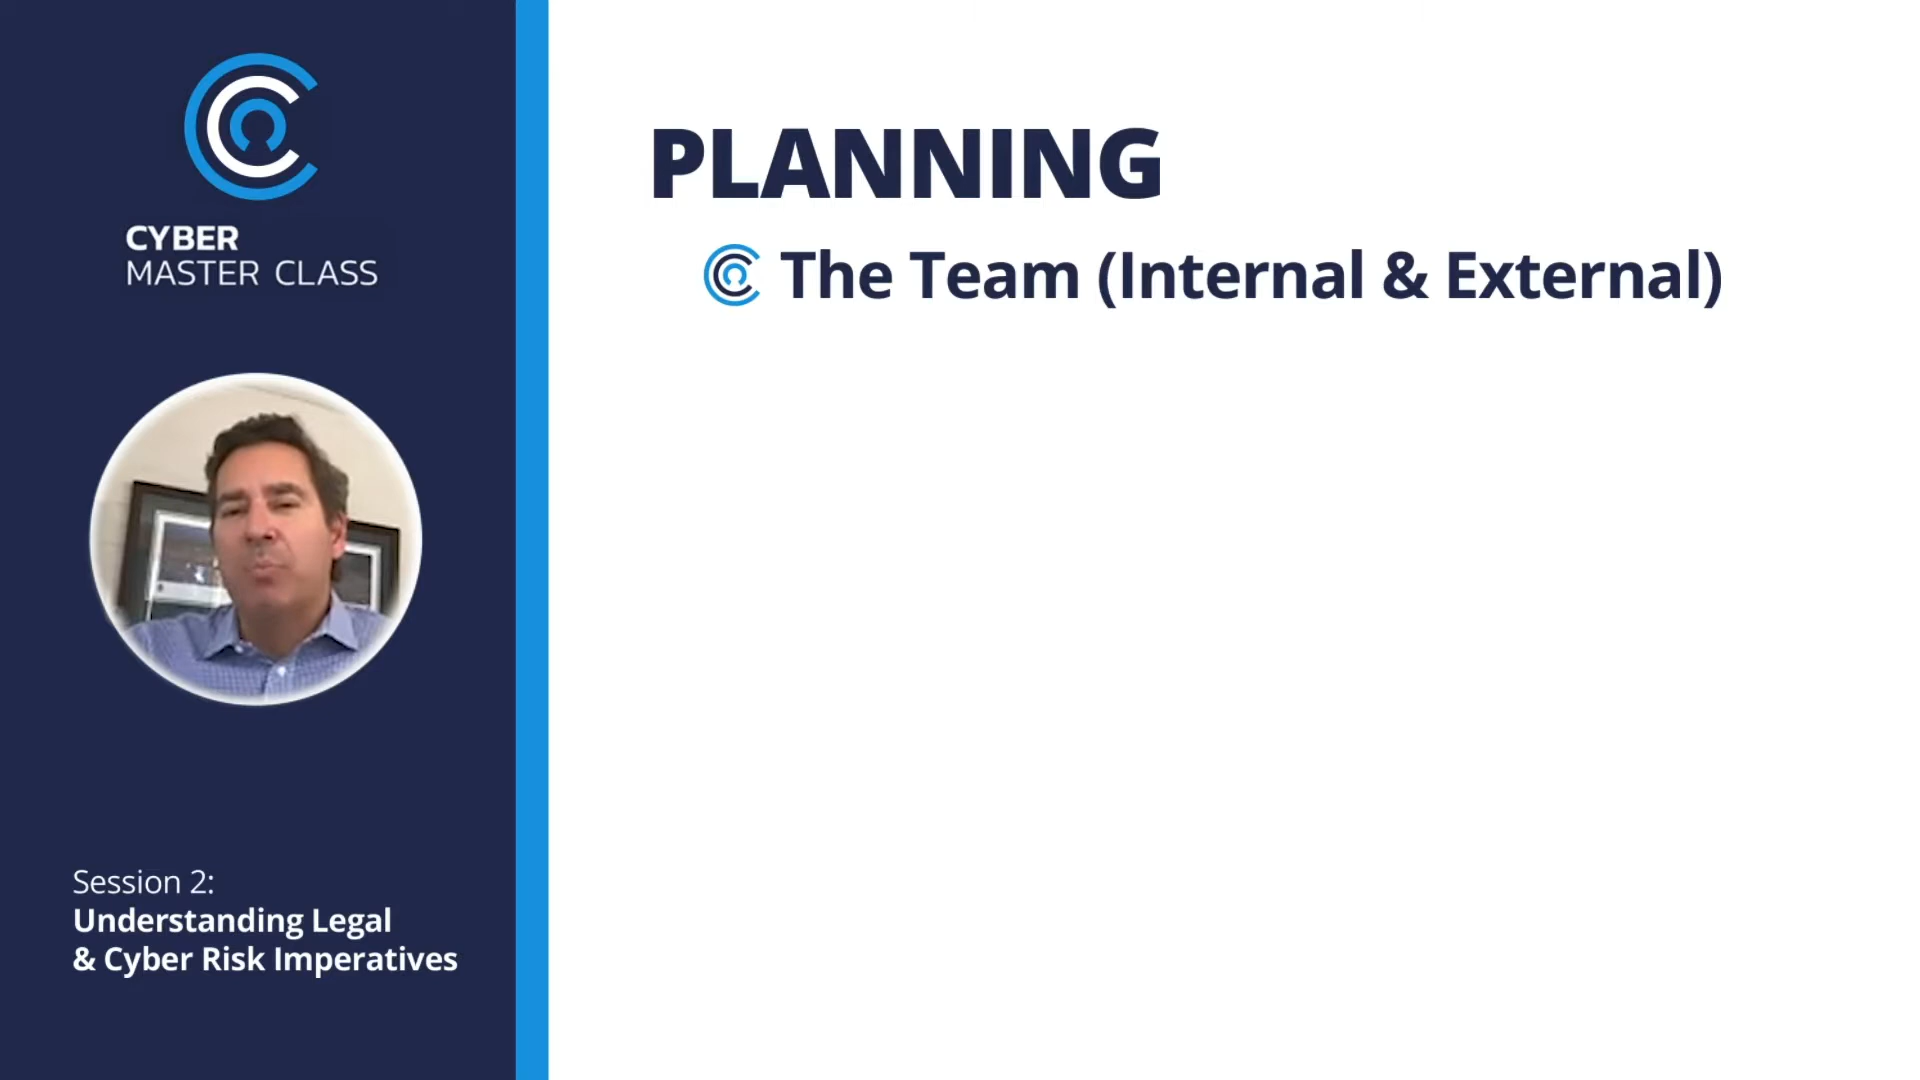 CYBER
MASTER CLASS
PLANNING
The Team (Internal & External)
Session 2:
Understanding Legal
& Cyber Risk Imperatives